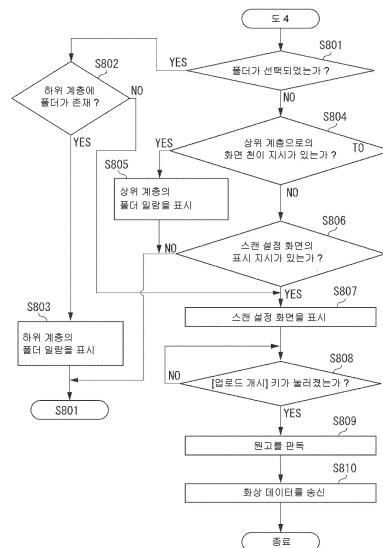 도 4
S801
YES
폴더가 선택되었는가 ?
NO
S802
하위 계층에
폴더가 존재 ?
NO
YES
S804
YES
상위 계층으로의
화면 천이 지시가 있는가 ?
TO
NO
S805
상위 계층의
폴더 일람을 표시
S806
NO
스캔 설정 화면의
표시 지시가 있는가 ?
YES
S807
스캔 설정 화면을 표시
S803
하위 계층의
폴더 일람을 표시
S801
S808
NO
[업로드 개시] 키가 눌러졌는가 ?
YES
S809
원고를 판독
S810
화상 데이터를 송신
종료